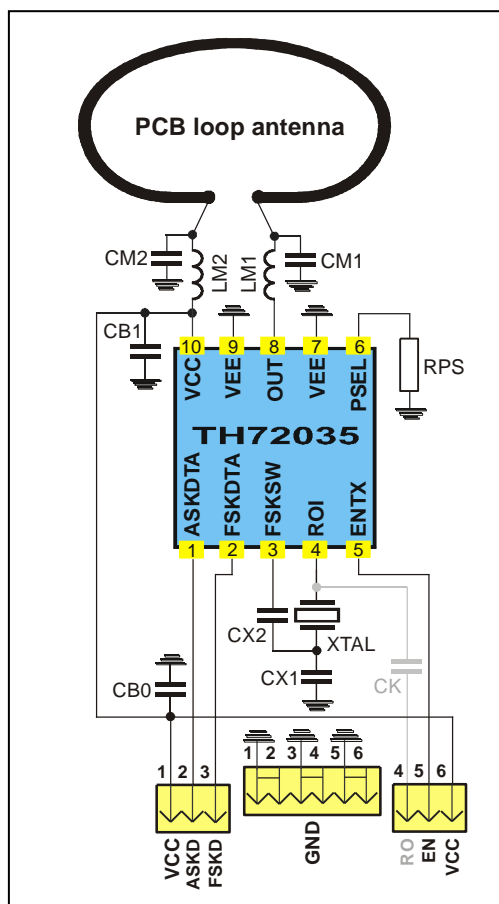 PCB loop antenna
CM2
LM2
LM1
CM1
CB1
10 9 8 7 6
VCC VEE OUT VEE PSEL
RPS
TH72035
ASKDTA FSKDTA FSKSW ROI ENTX
1 2 3 4 5
CX2
XTAL
CX1
CK
CB0
1 2 3
1 2 3 4 5 6
4 5 6
VCC ASKD FSKD
GND
RO EN VCC